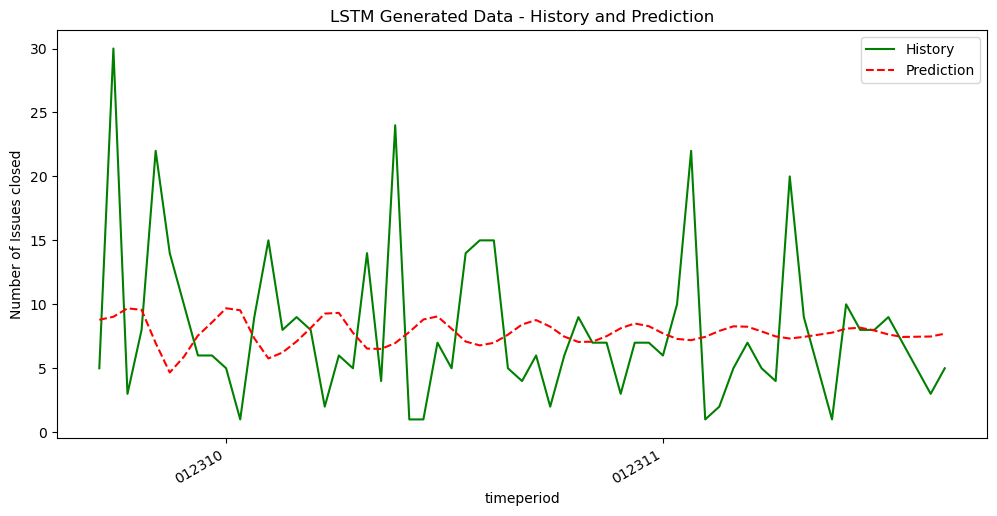 LSTM Generated Data - History and Prediction
History
Prediction
30
25
20
15
10
5
0
Number of Issues closed
012310
012311
timeperiod